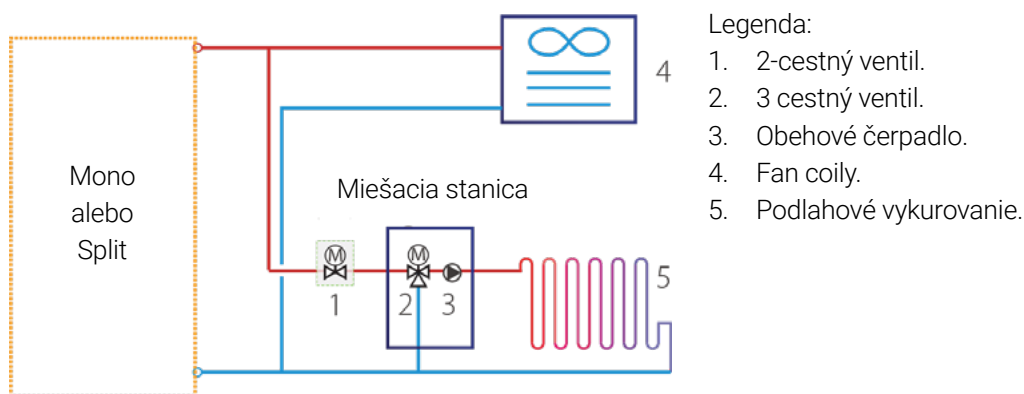 Mono
alebo
Split
4
Miešacia stanica
M
M
1
2
3
5
Legenda:
1. 2-cestný ventil.
2. 3 cestný ventil.
3. Obehové čerpadlo.
4. Fan coily.
5. Podlahové vykurovanie.